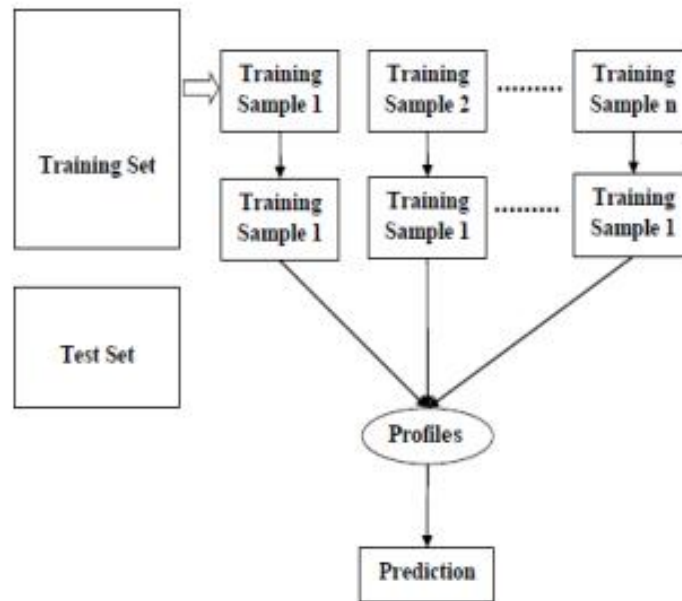 Training Set
Training
Sample 1
Training
Sample 2
Training
Sample n
Training
Sample 1
Training
Sample 1
Training
Sample 1
Test Set
Profiles
Prediction